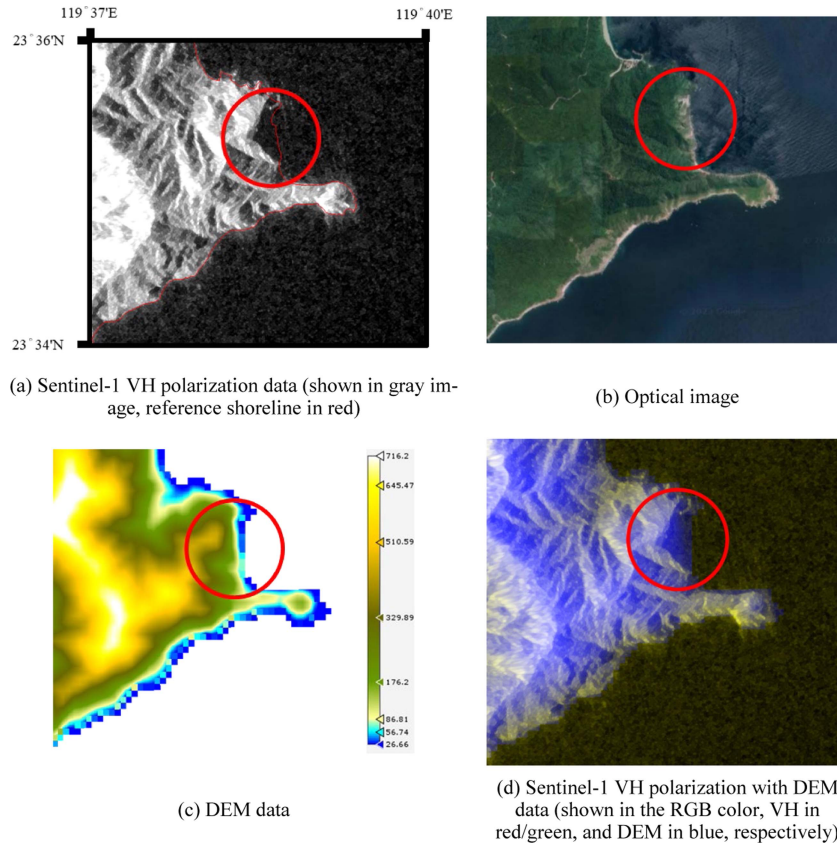 119°37'E
119°40'E
23°36'N
23°34'N
(a) Sentinel-1 VH polarization data (shown in gray im-
age, reference shoreline in red)
(b) Optical image
716.2
645.47
510.59
329.89
176.2
86.81
56.74
26.66
(c) DEM data
(d) Sentinel-1 VH polarization with DEM
data (shown in the RGB color, VH in
red/green, and DEM in blue, respectively)